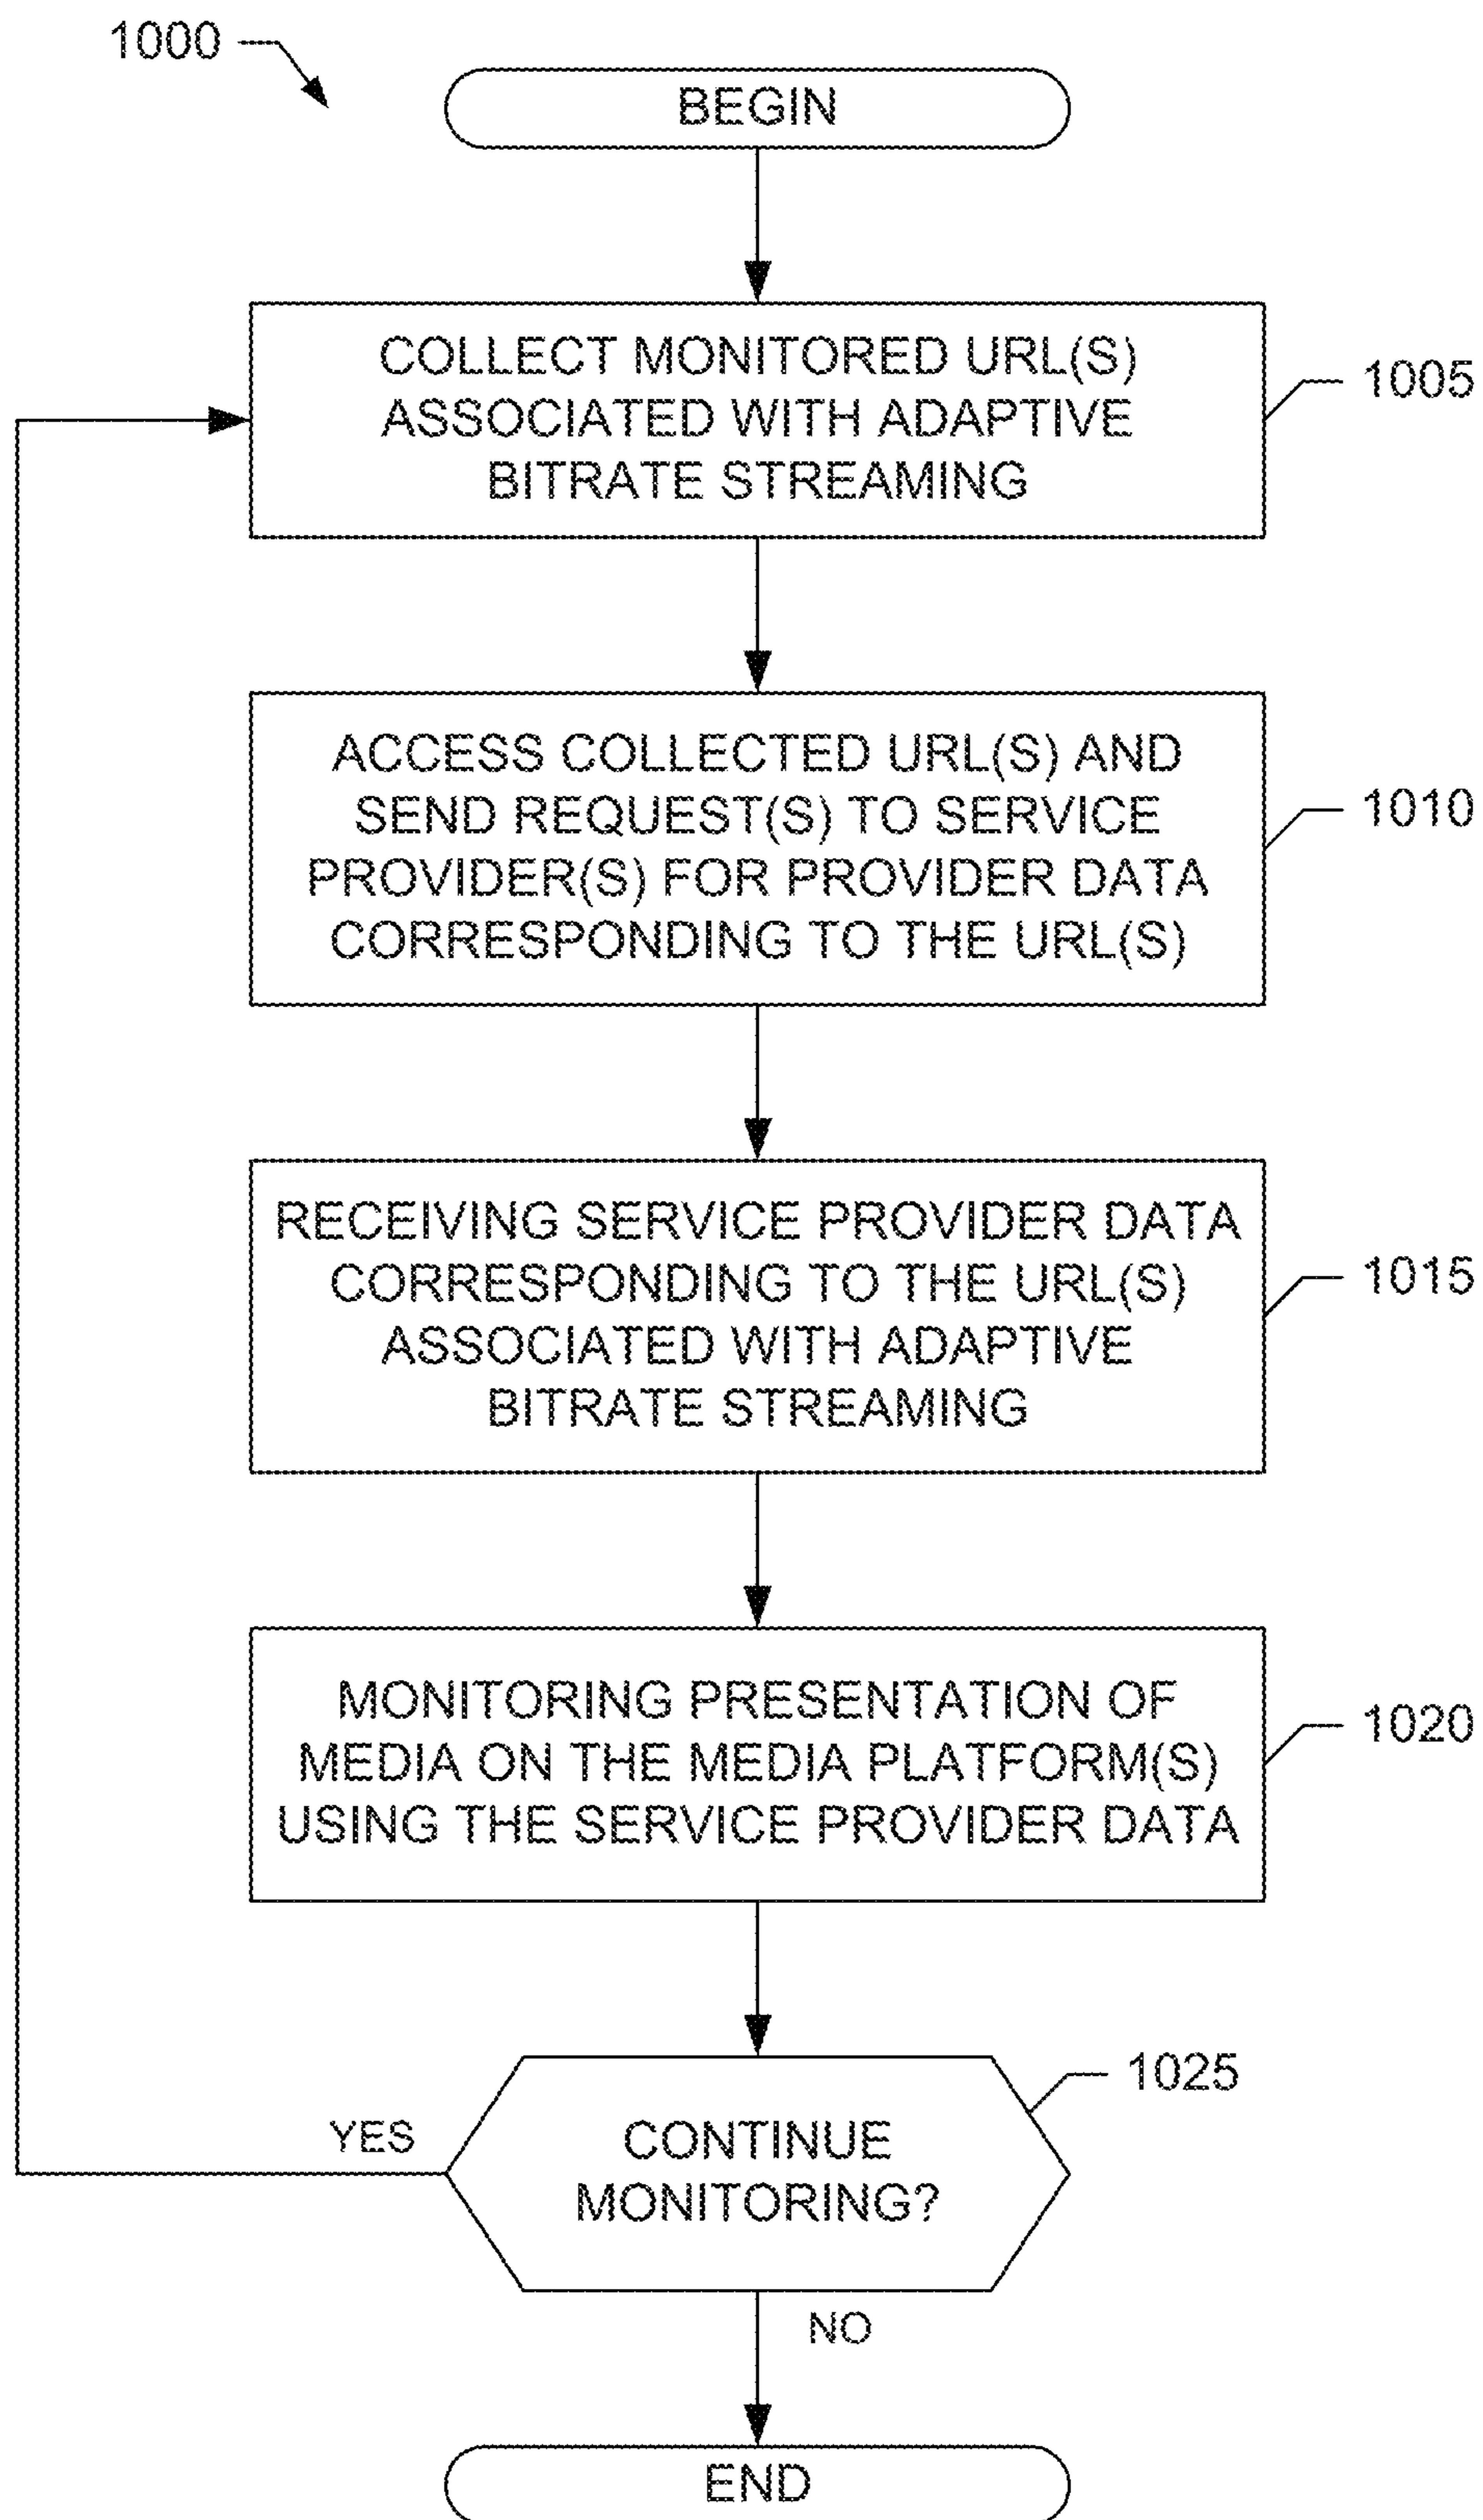 1000
BEGIN
COLLECT MONITORED URL(S)
ASSOCIATED WITH ADAPTIVE
BITRATE STREAMING
1005
ACCESS COLLECTED URL(S) AND
SEND REQUEST(S) TO SERVICE
PROVIDER(S) FOR PROVIDER DATA
CORRESPONDING TO THE URL(S)
1010
RECEIVING SERVICE PROVIDER DATA
CORRESPONDING TO THE URL(S)
ASSOCIATED WITH ADAPTIVE
BITRATE STREAMING
1015
MONITORING PRESENTATION OF
MEDIA ON THE MEDIA PLATFORM(S)
USING THE SERVICE PROVIDER DATA
1020
CONTINUE
MONITORING?
1025
YES
NO
END